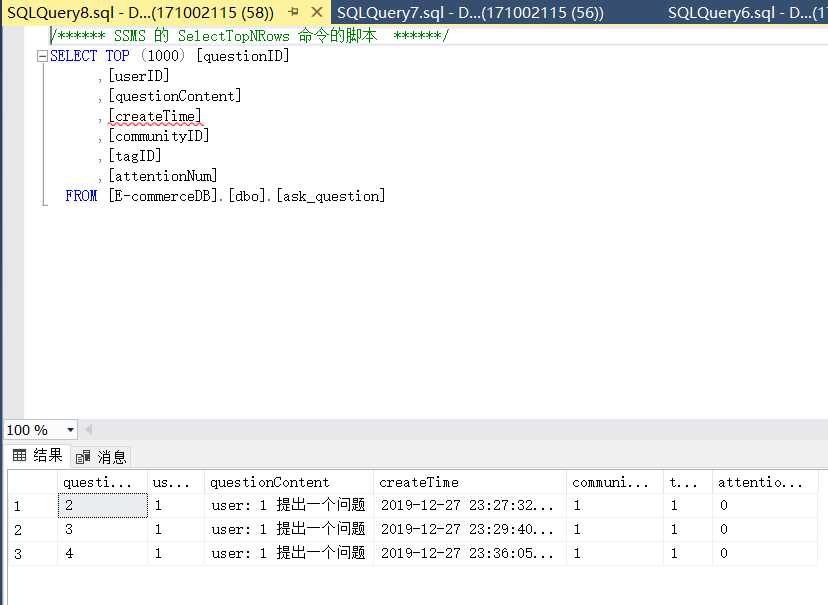 SQLQuery8.sql - D...(171002115 (58)) SQLQuery7.sql - D...(171002115 (56)) SQLQuery6.sql - D...(1
/****** SSMS 的 SelectTopNRows 命令的脚本 ******/
SELECT TOP (1000) [questionID]
,[userID]
,[questionContent]
,[createTime]
,[communityID]
,[tagID]
,[attentionNum]
FROM [E-commerceDB].[dbo].[ask_question]
100 %
结果 消息
questi... us... questionContent createTime communi... t... attentio...
1 2 1 user: 1 提出一个问题 2019-12-27 23:27:32... 1 1 0
2 3 1 user: 1 提出一个问题 2019-12-27 23:29:40... 1 1 0
3 4 1 user: 1 提出一个问题 2019-12-27 23:36:05... 1 1 0